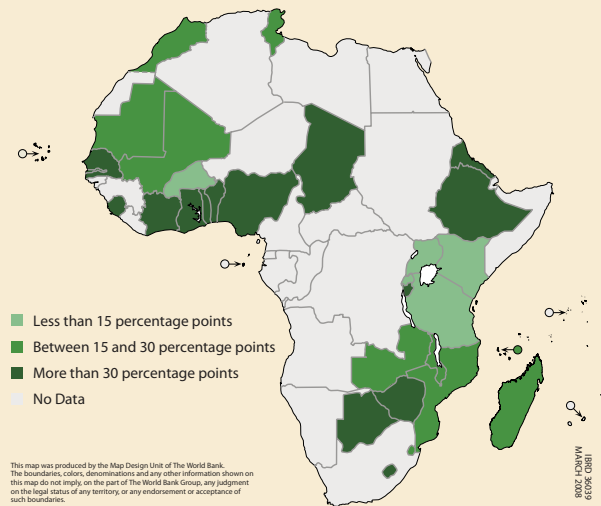 Less than 15 percentage points
Between 15 and 30 percentage points
More than 30 percentage points
No Data
This map was produced by the Map Design Unit of The World Bank.
The boundaries, colors, denominations and any other information shown on
this map do not imply, on the part of The World Bank Group, any judgment
on the legal status of any territory, or any endorsement or acceptance of
such boundaries.
IBRD 36039
MARCH 2008